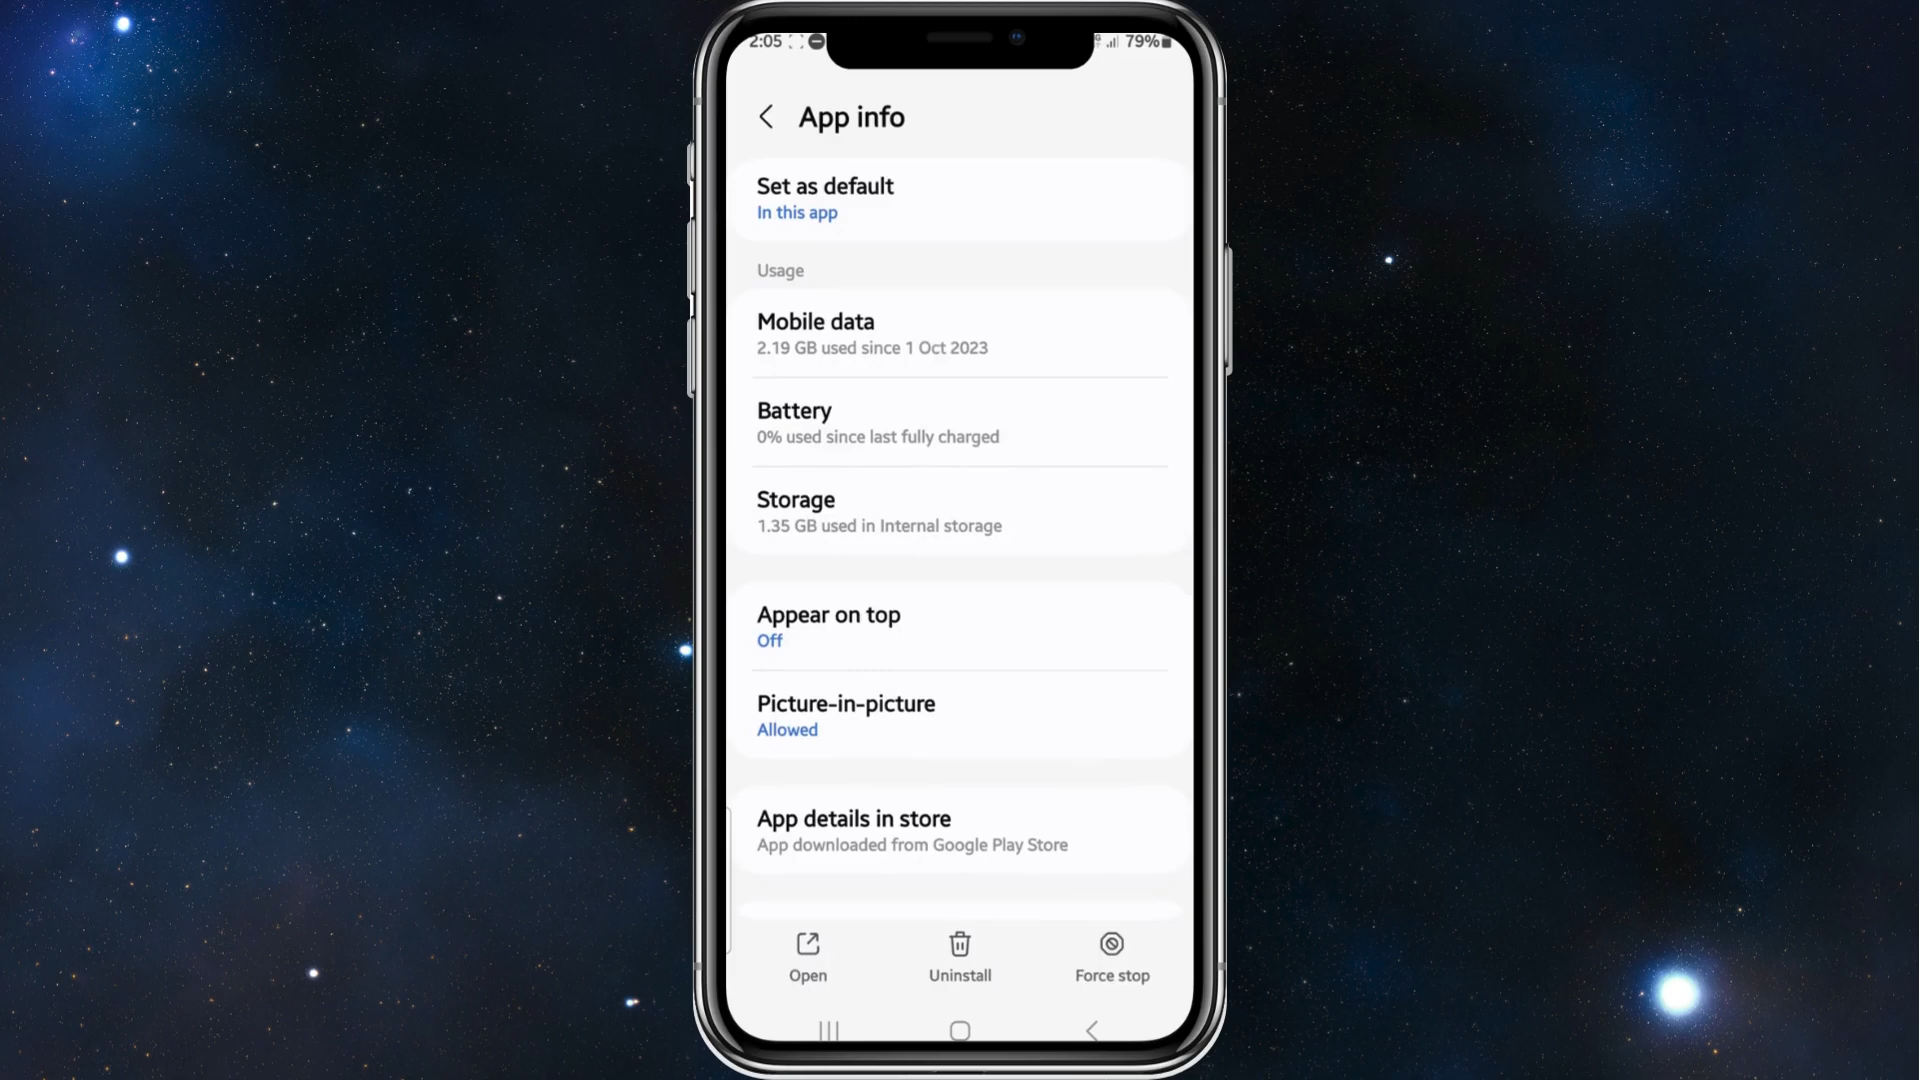 2:05 79%
App info
Set as default
In this app
Usage
Mobile data
2.19 GB used since 1 Oct 2023
Battery
0% used since last fully charged
Storage
1.35 GB used in Internal storage
Appear on top
Off
Picture-in-picture
Allowed
App details in store
App downloaded from Google Play Store
Open Uninstall Force stop